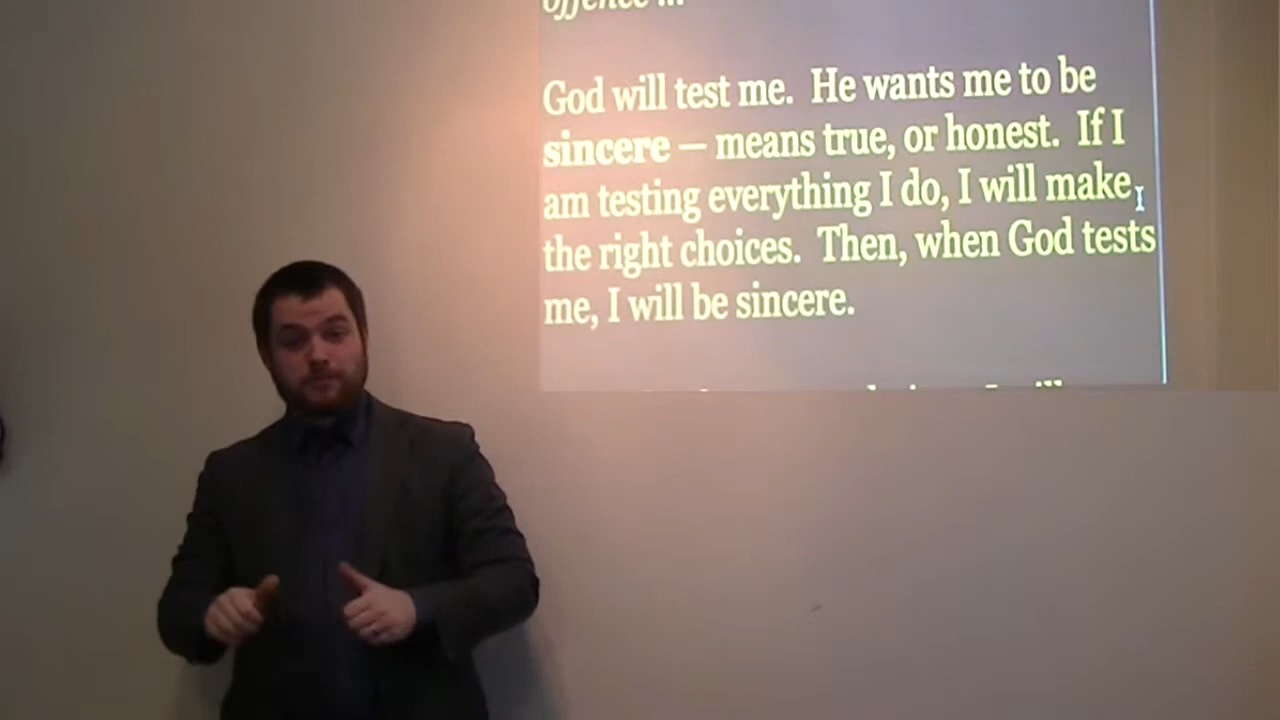 offence ...
God will test me. He wants me to be
sincere – means true, or honest. If I
am testing everything I do, I will make
the right choices. Then, when God tests
me, I will be sincere.